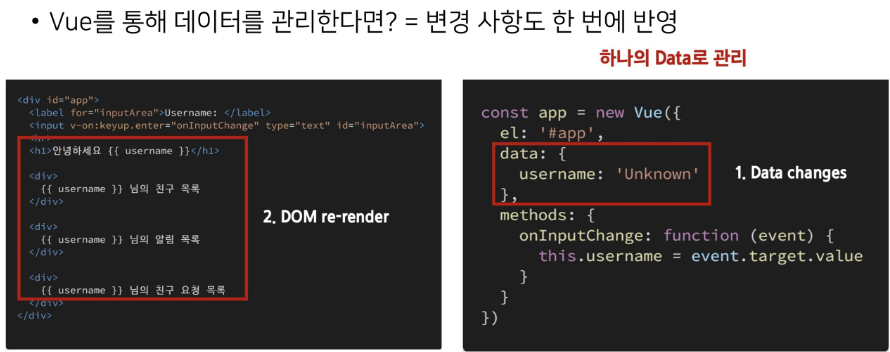 • Vue를 통해 데이터를 관리한다면? = 변경 사항도 한 번에 반영
하나의 Data로 관리
<div id="app">
<label for="inputArea">Username: </label>
<input v-on:keyup.enter="onInputChange" type="text" id="inputArea">
<hr>
<h1>안녕하세요 {{ username }}</h1>
<div>
{{ username }} 님의 친구 목록
</div>
<div>
{{ username }} 님의 알림 목록
</div>
<div>
{{ username }} 님의 친구 요청 목록
</div>
</div>
2. DOM re-render
const app = new Vue({
el: '#app',
data: {
username: 'Unknown'
},
methods: {
onInputChange: function (event) {
this.username = event.target.value
}
}
})
1. Data changes